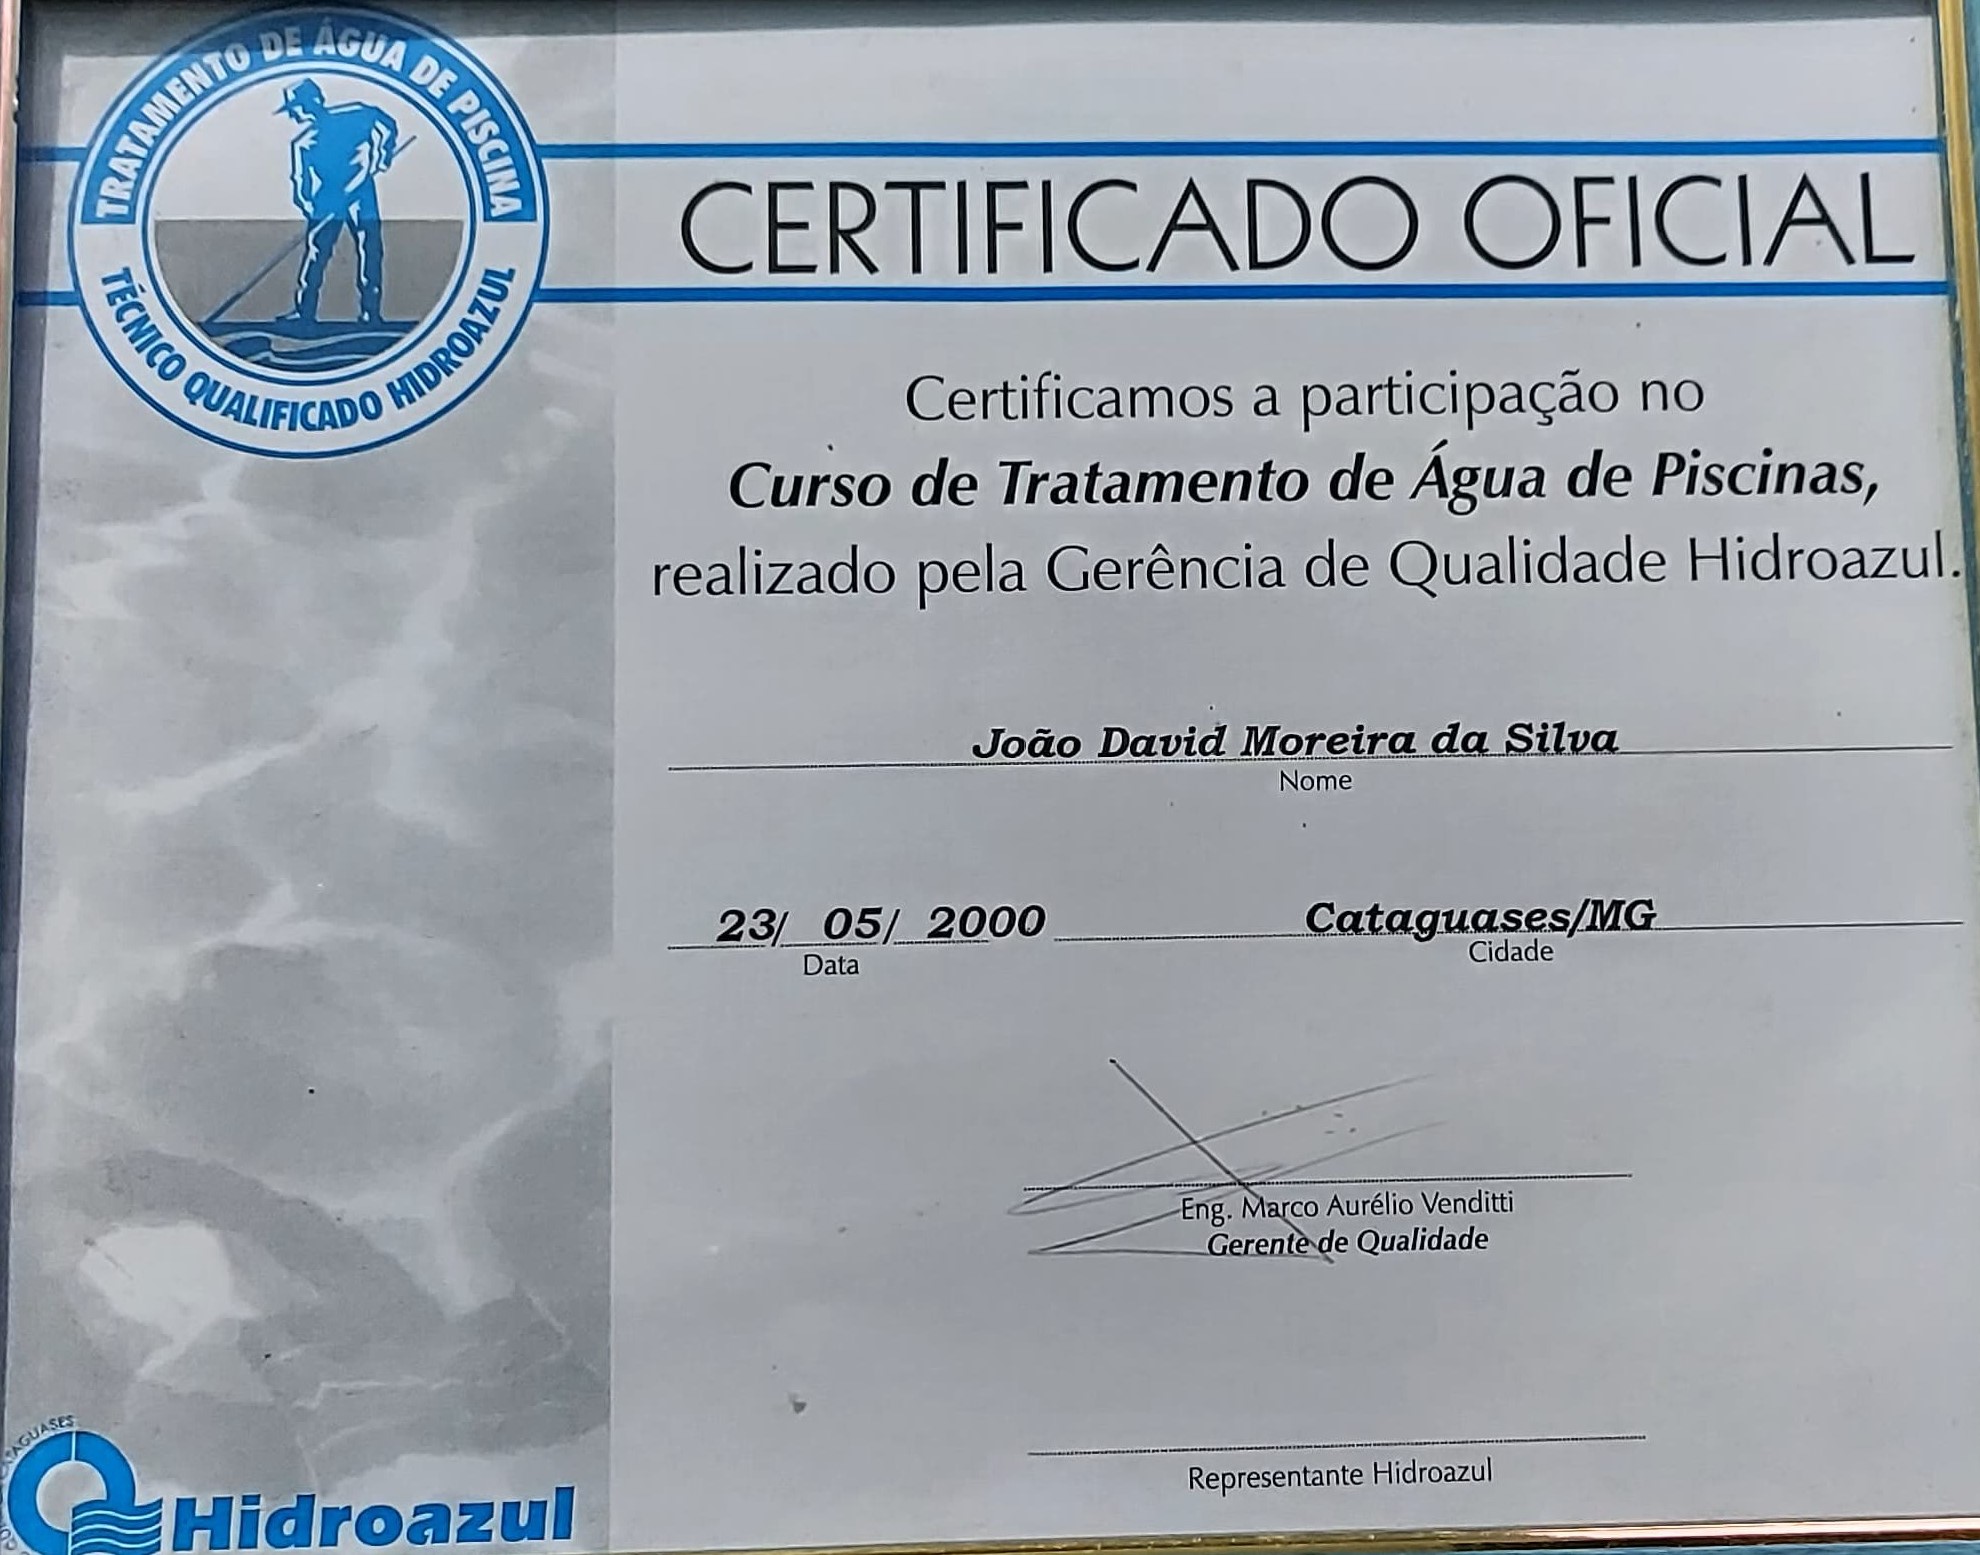 TRATAMENTO DE ÁGUA DE PISCINA
TÉCNICO QUALIFICADO HIDROAZUL
CERTIFICADO OFICIAL
Certificamos a participação no
Curso de Tratamento de Água de Piscinas,
realizado pela Gerência de Qualidade Hidroazul.
João David Moreira da Silva
Nome
23/ 05/ 2000 Cataguases/MG
Data Cidade
Eng. Marco Aurélio Venditti
Gerente de Qualidade
Representante Hidroazul
Hidroazul